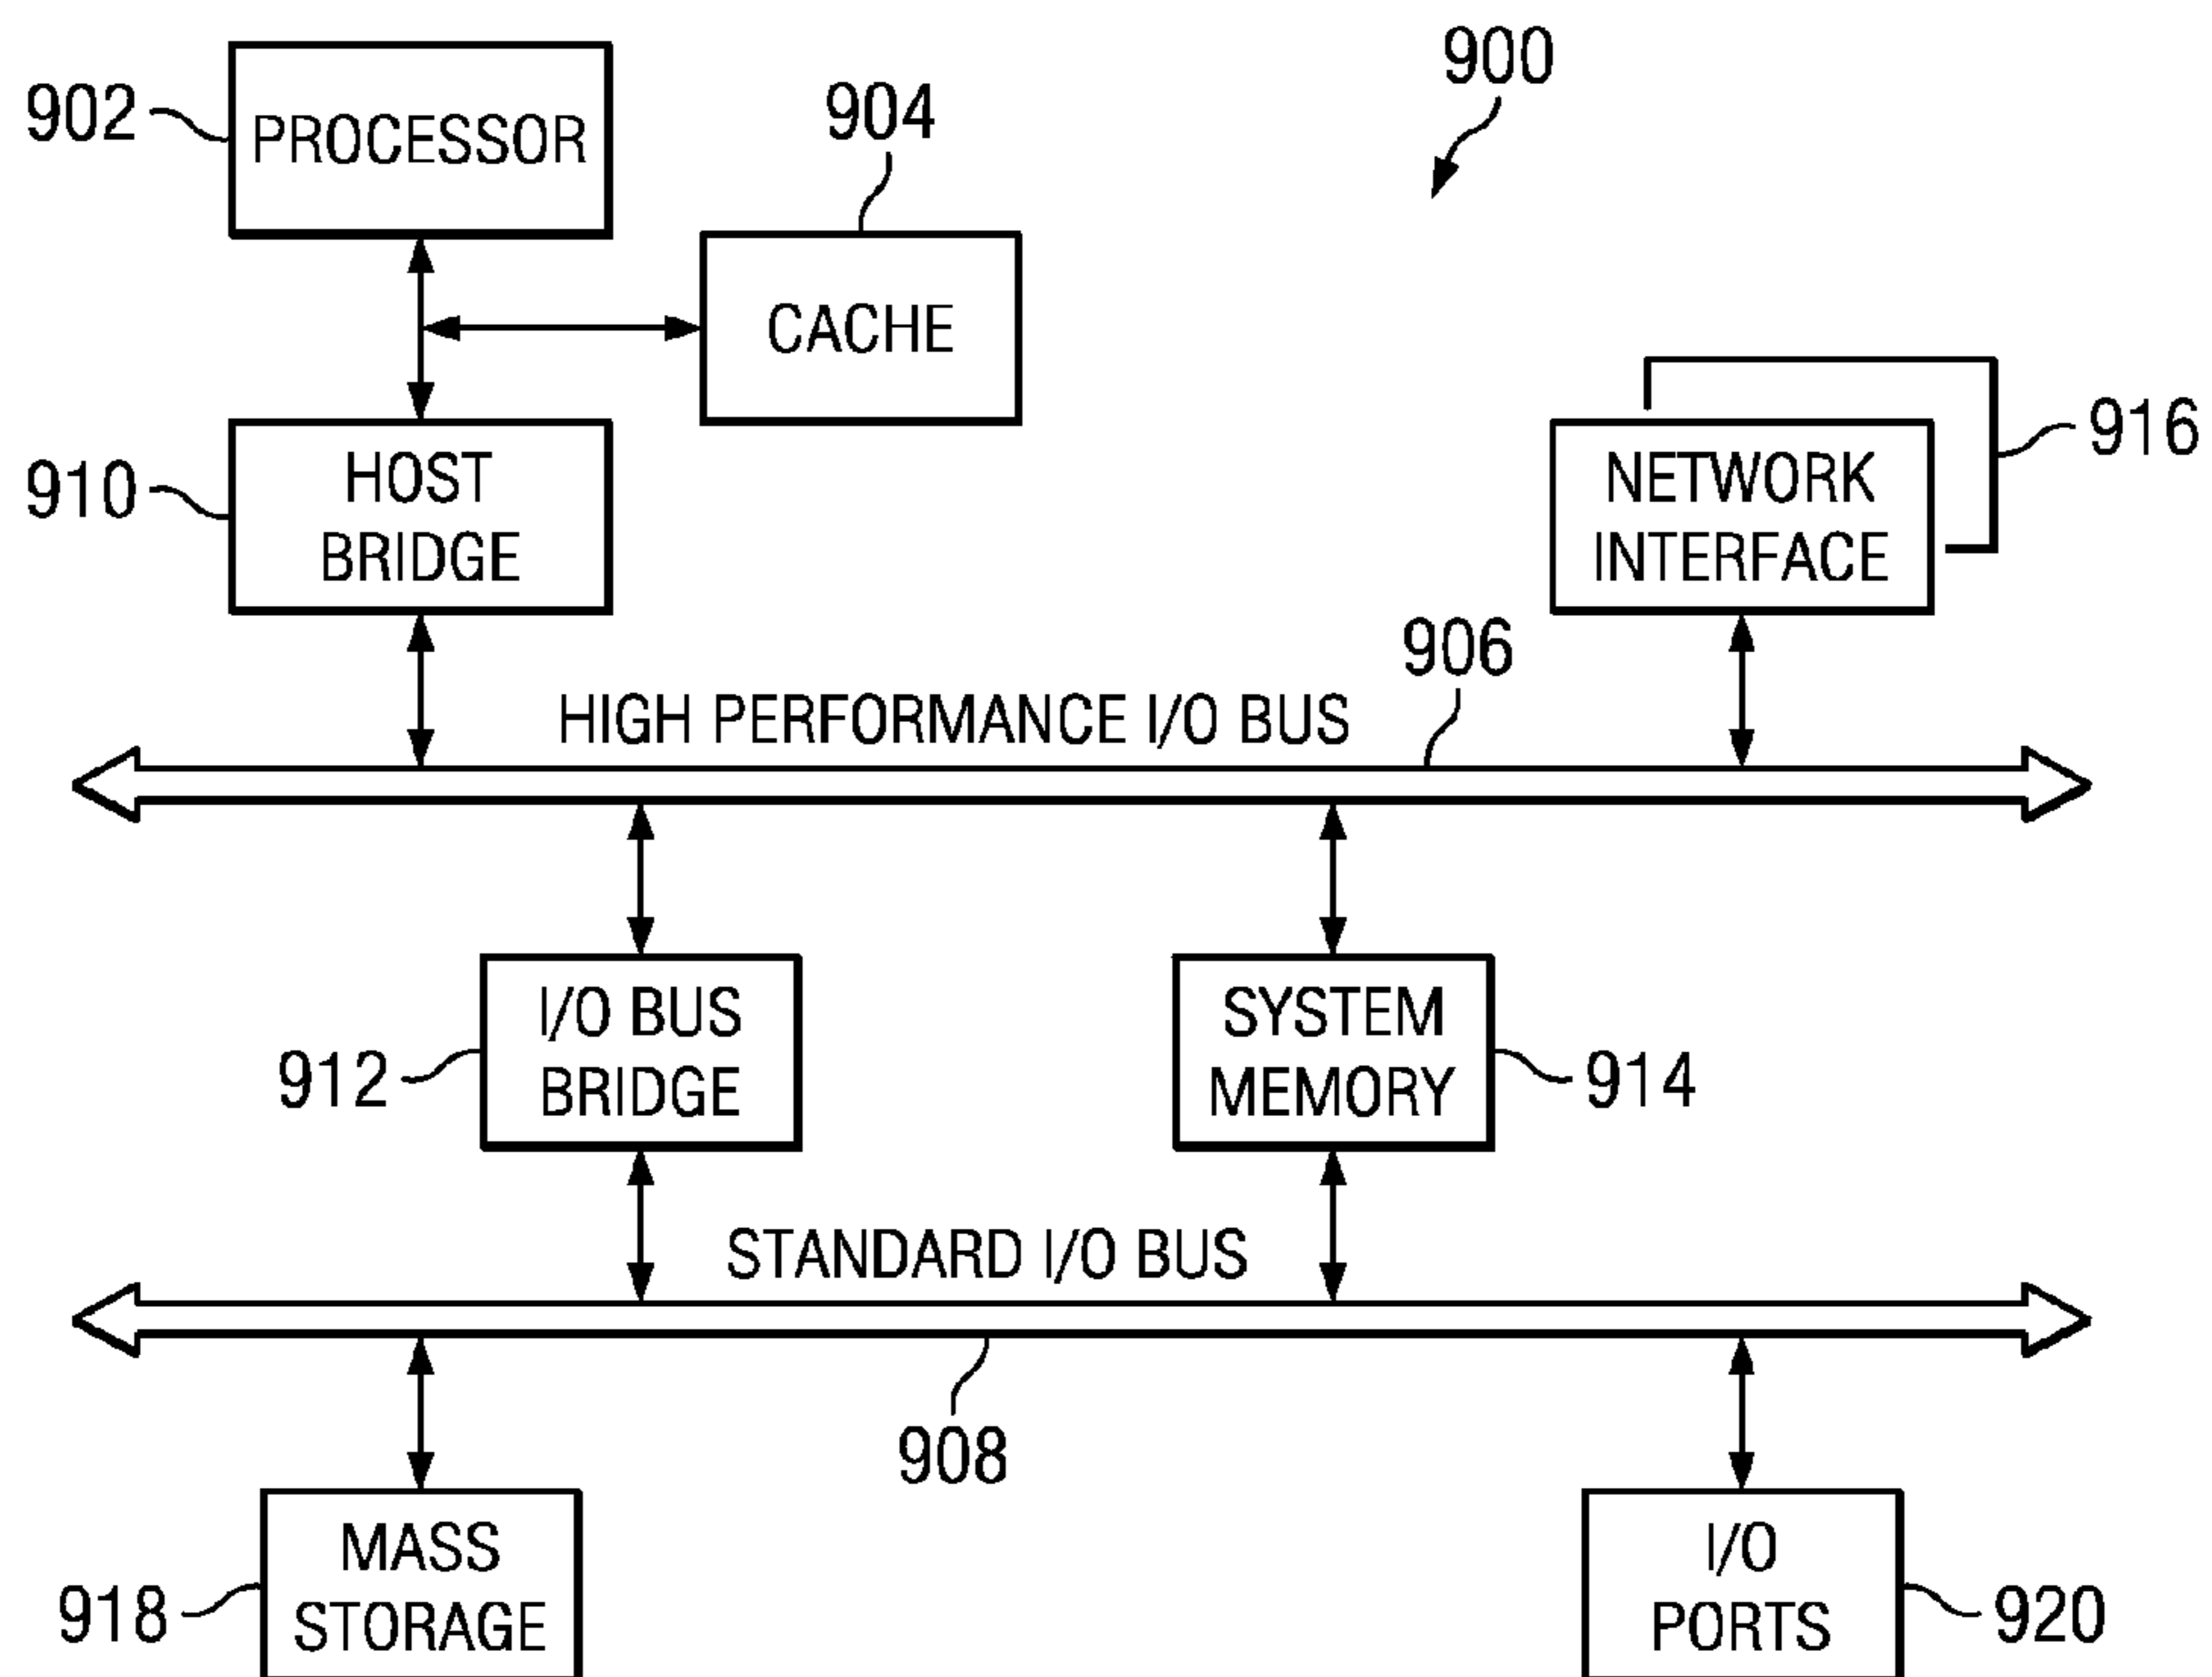 900
902
PROCESSOR
904
CACHE
910
HOST
BRIDGE
916
NETWORK
INTERFACE
906
HIGH PERFORMANCE I/O BUS
912
I/O BUS
BRIDGE
SYSTEM
MEMORY
914
STANDARD I/O BUS
908
918
MASS
STORAGE
I/O
PORTS
920